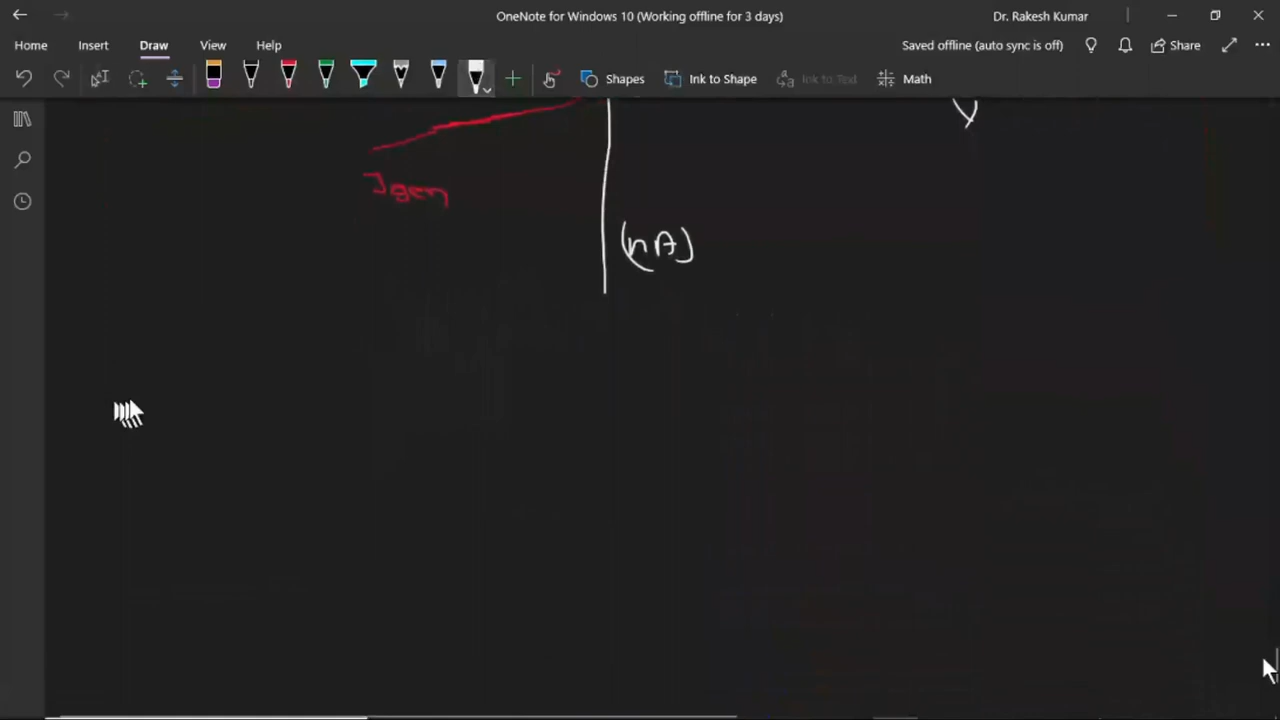 OneNote for Windows 10 (Working offline for 3 days)
Dr. Rakesh Kumar
Home Insert Draw View Help
Saved offline (auto sync is off)
Share
Shapes
Ink to Shape
Ink to Text
Math
Y
Igen
(nA)